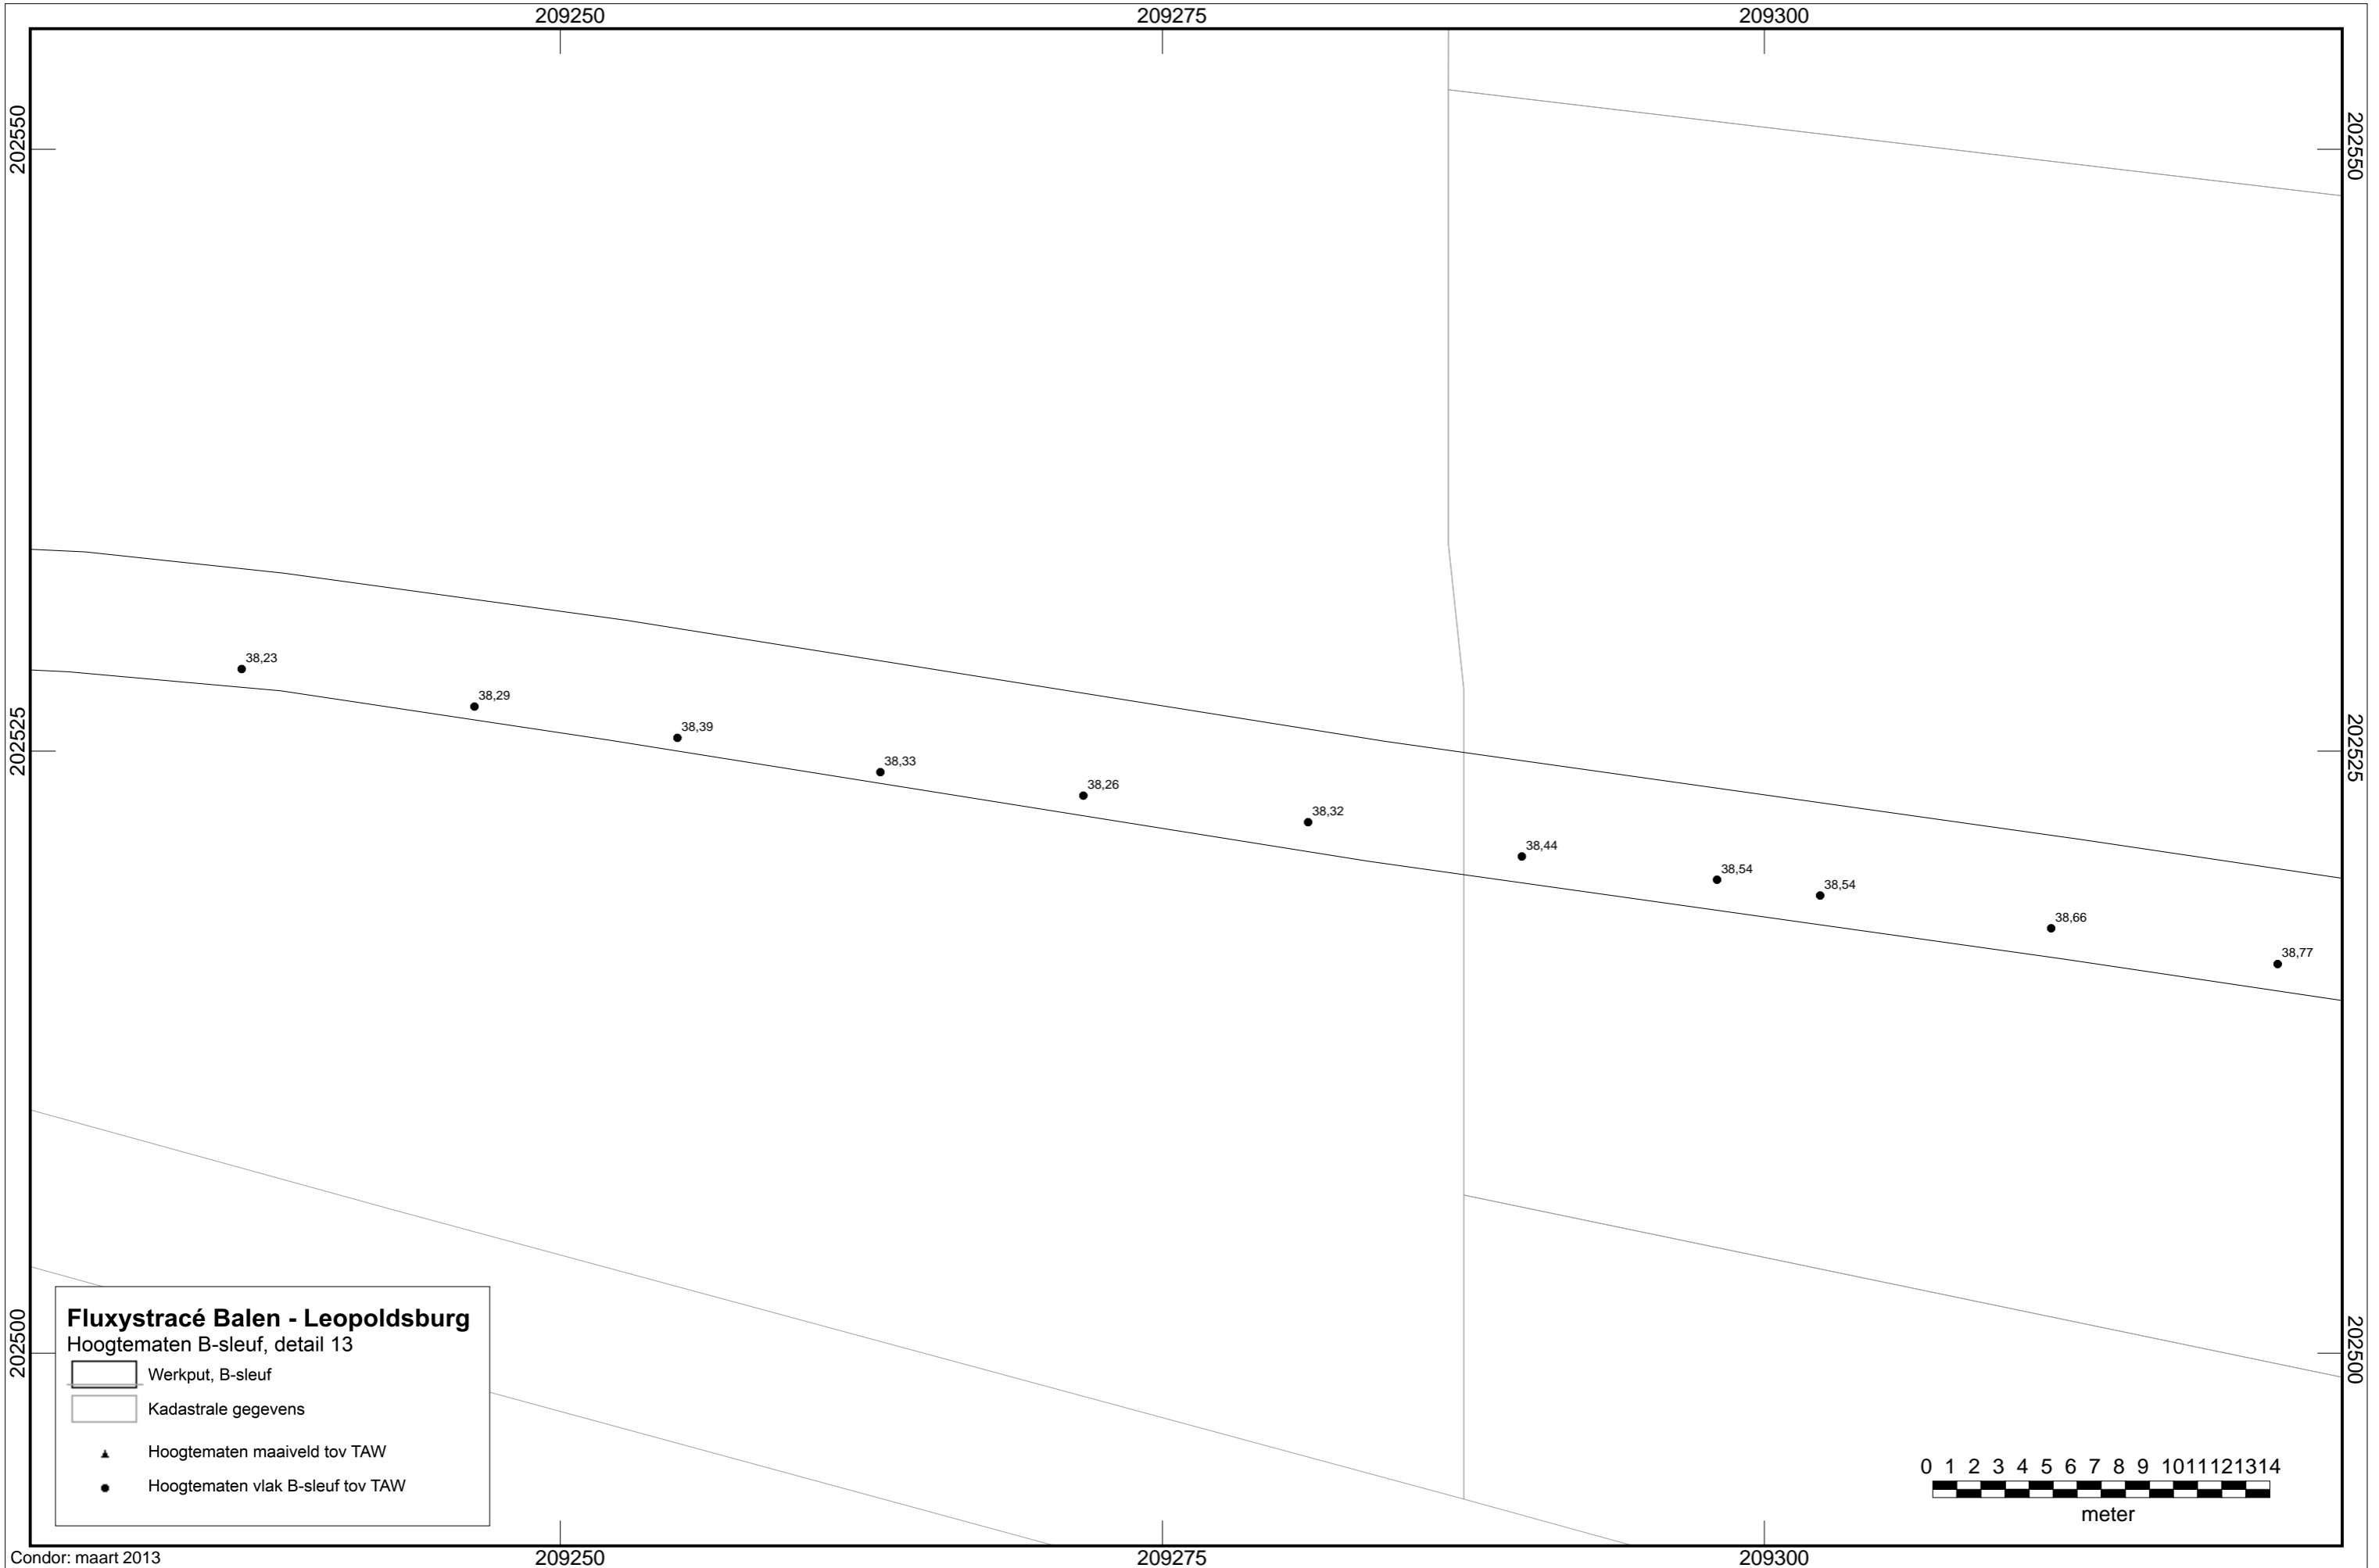 209250 209275 209300
202550 202550
38,23
38,29
38,39
202525 202525
38,33
38,26
38,32
38,44
38,54
38,54
38,66
38,77
Fluxystracé Balen - Leopoldsburg
Hoogtematen B-sleuf, detail 13
202500 202500
Werkput, B-sleuf
Kadastrale gegevens
Hoogtematen maaiveld tov TAW
Hoogtematen vlak B-sleuf tov TAW
0 1 2 3 4 5 6 7 8 9 10 11 12 13 14
meter
Condor: maart 2013
209250 209275 209300